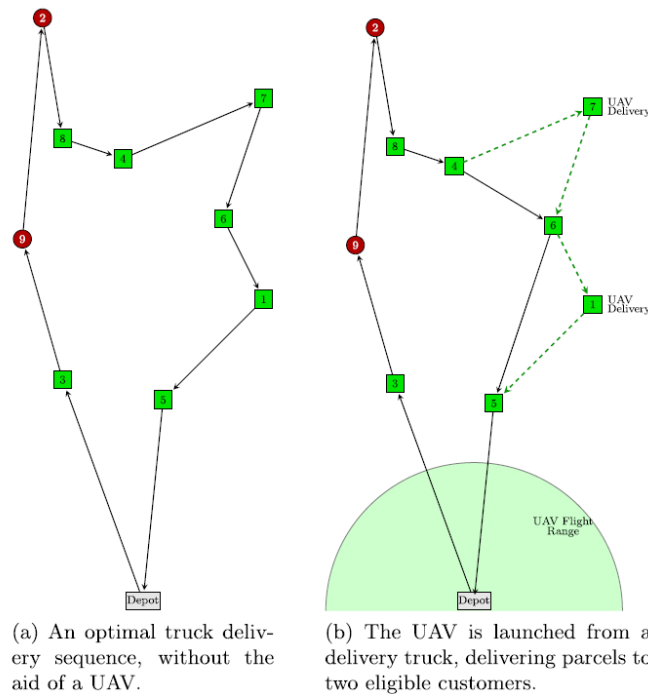 2
8
4
7
6
9
1
3
5
Depot
(a) An optimal truck deliv-
ery sequence, without the
aid of a UAV.
2
7
UAV
Delivery
8
4
6
9
1
UAV
Delivery
3
5
UAV Flight
Range
Depot
(b) The UAV is launched from a
delivery truck, delivering parcels to
two eligible customers.